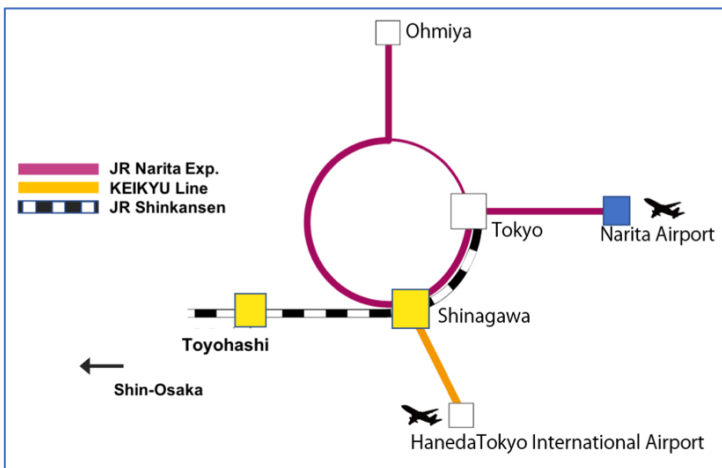 Ohmiya
JR Narita Exp.
KEIKYU Line
JR Shinkansen
Tokyo
Narita Airport
Shinagawa
Toyohashi
Shin-Osaka
HanedaTokyo International Airport